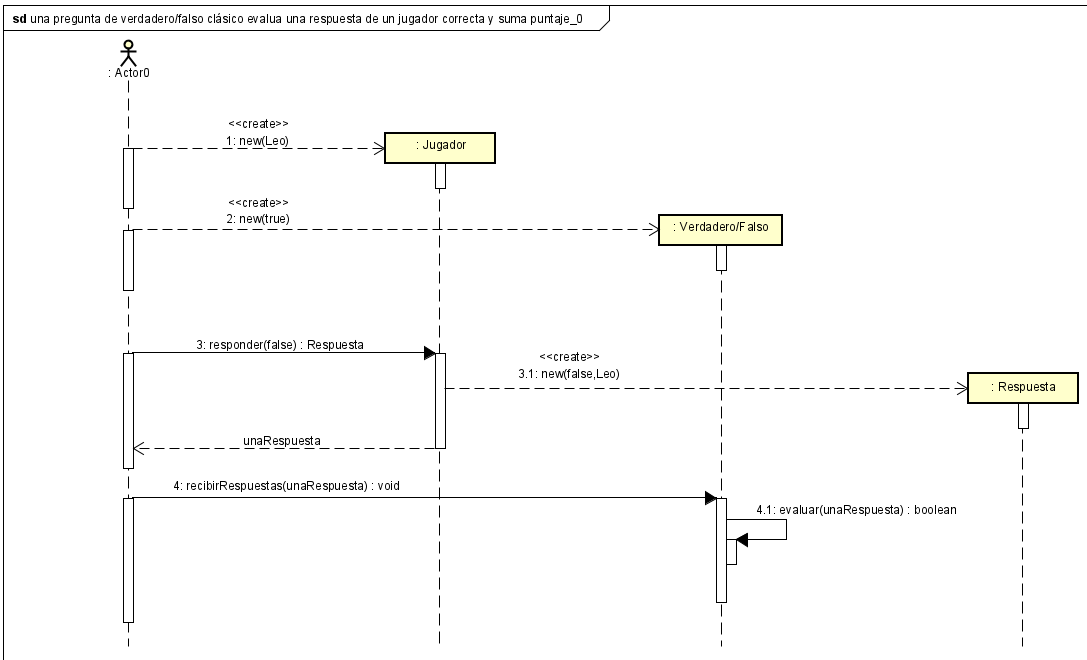 sd una pregunta de verdadero/falso clásico evalua una respuesta de un jugador correcta y suma puntaje_0
: Actor0
<<create>>
1: new(Leo)
: Jugador
<<create>>
2: new(true)
: Verdadero/Falso
3: responder(false) : Respuesta
<<create>>
3.1: new(false,Leo)
: Respuesta
unaRespuesta
4: recibirRespuestas(unaRespuesta) : void
4.1: evaluar(unaRespuesta) : boolean